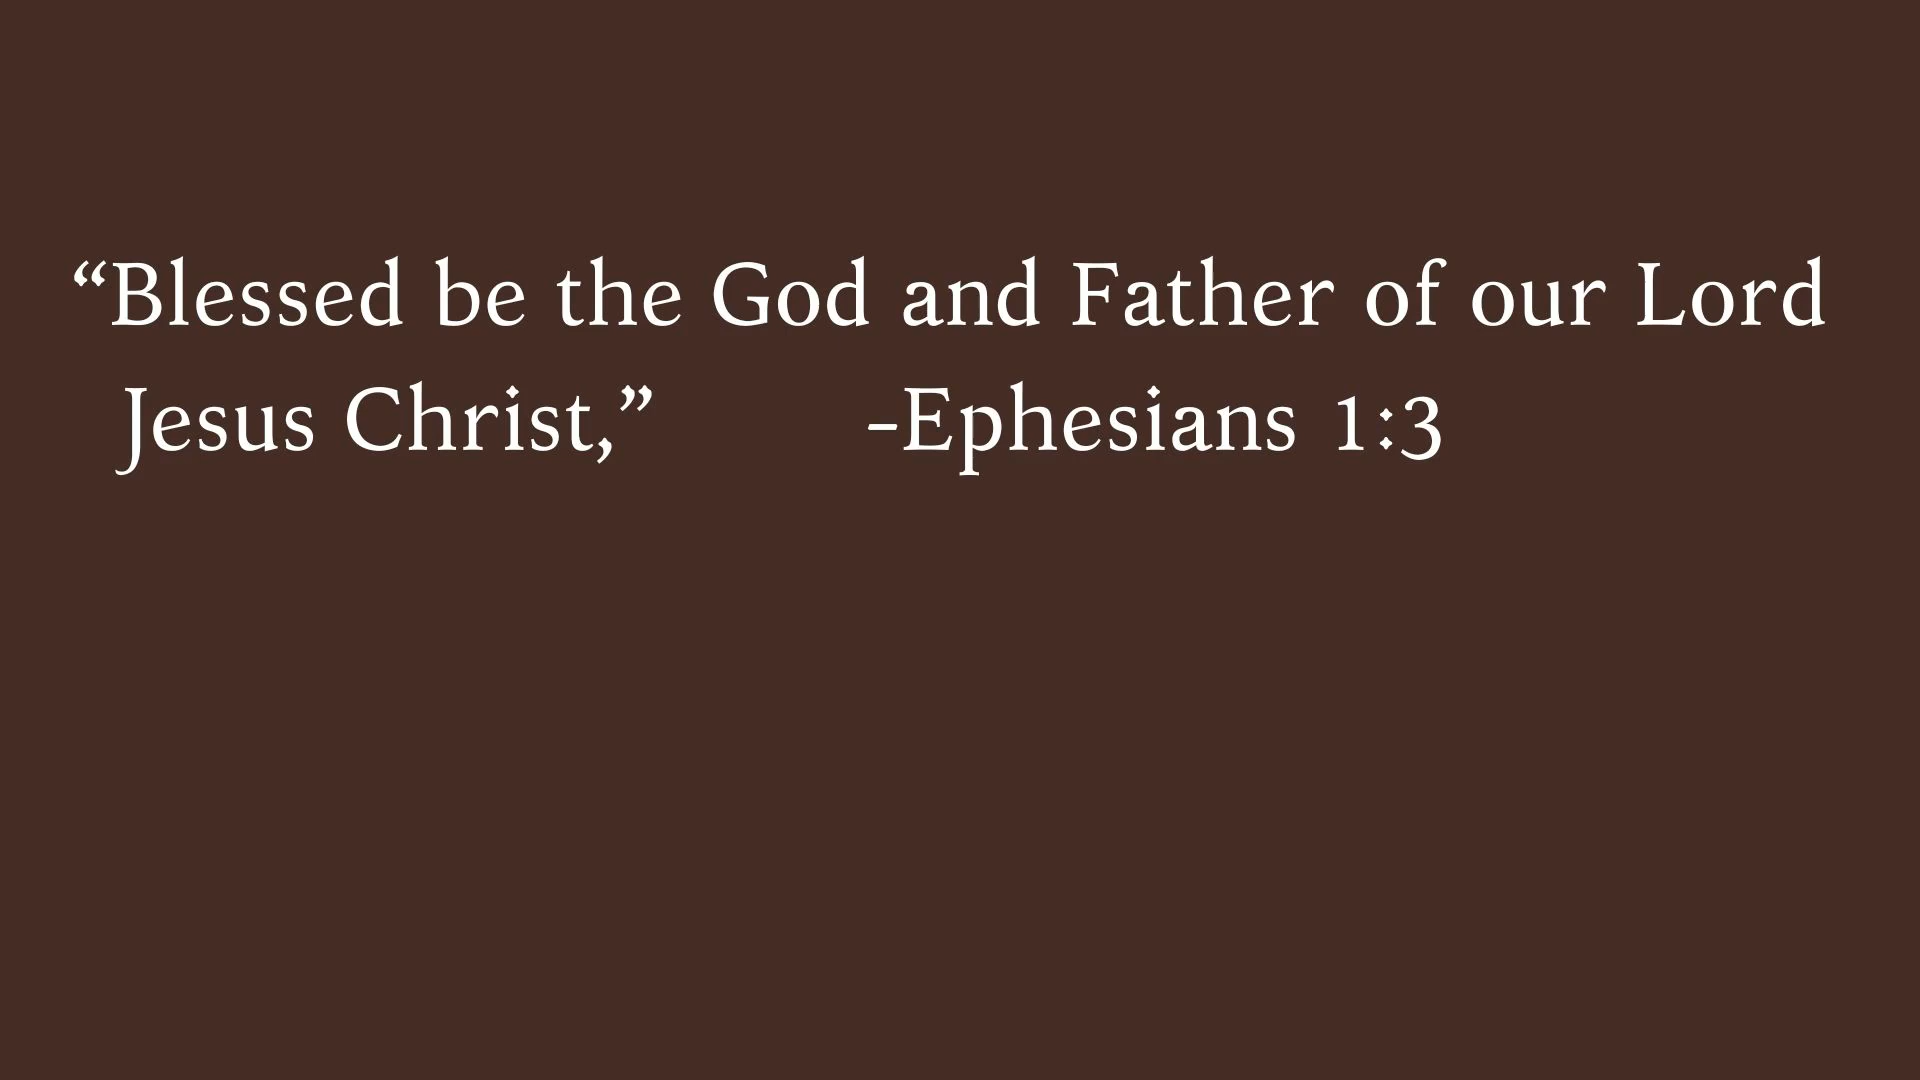 “Blessed be the God and Father of our Lord
Jesus Christ,” -Ephesians 1:3